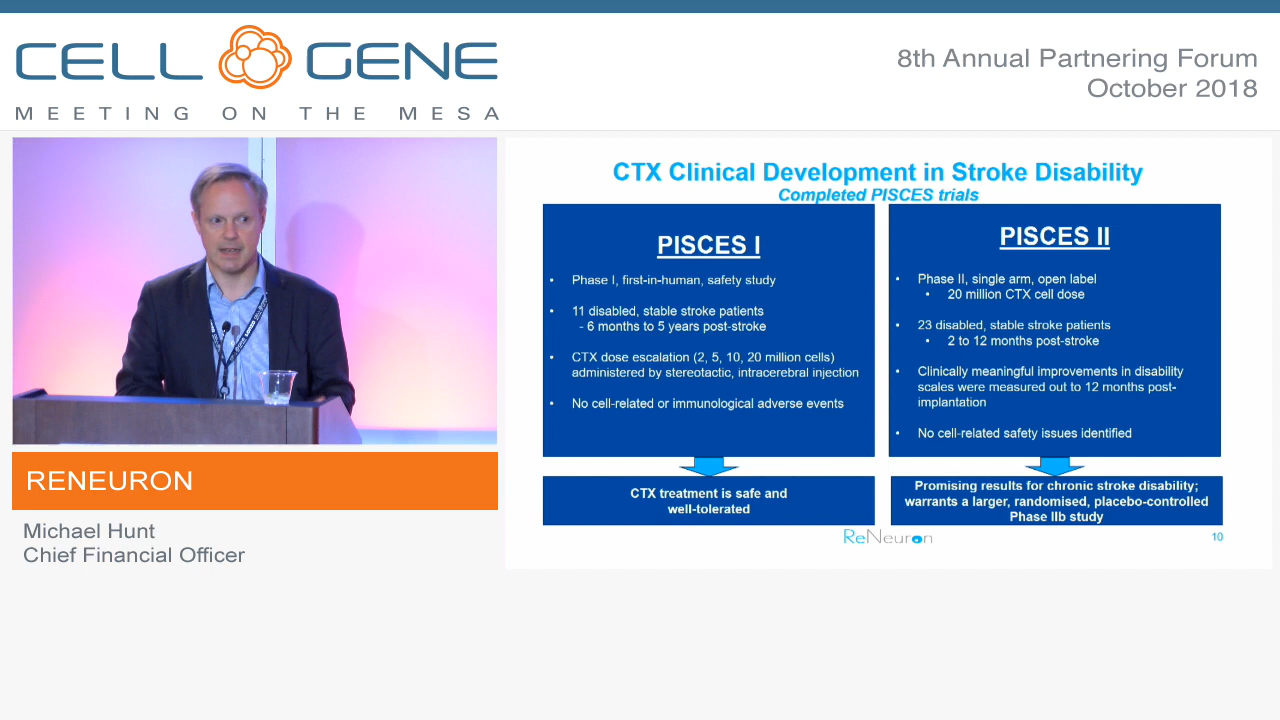 CELL GENE
MEETING ON THE MESA
8th Annual Partnering Forum
October 2018
CTX Clinical Development in Stroke Disability
Completed PISCES trials
PISCES I
• Phase I, first-in-human, safety study
• 11 disabled, stable stroke patients
- 6 months to 5 years post-stroke
• CTX dose escalation (2, 5, 10, 20 million cells)
administered by stereotactic, intracerebral injection
• No cell-related or immunological adverse events
CTX treatment is safe and
well-tolerated
PISCES II
• Phase II, single arm, open label
• 20 million CTX cell dose
• 23 disabled, stable stroke patients
• 2 to 12 months post-stroke
• Clinically meaningful improvements in disability
scales were measured out to 12 months post-
implantation
• No cell-related safety issues identified
Promising results for chronic stroke disability;
warrants a larger, randomised, placebo-controlled
Phase IIb study
ReNeuron
10
RENEURON
Michael Hunt
Chief Financial Officer